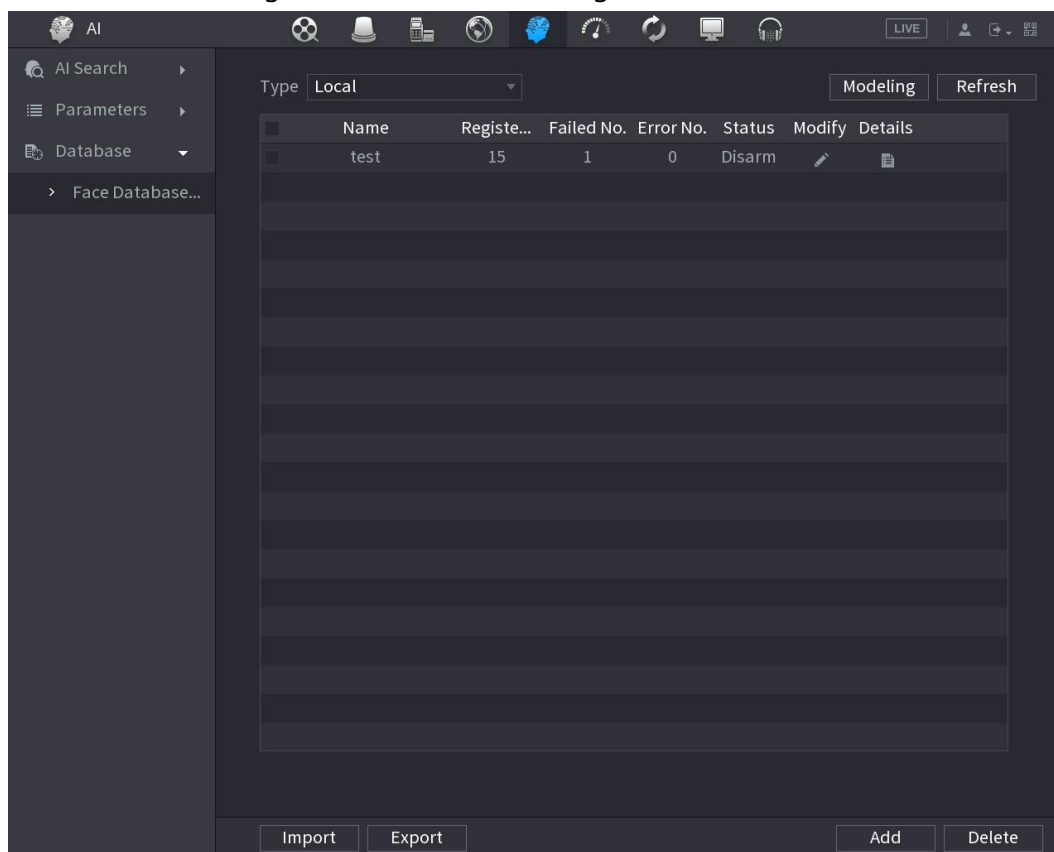 AI
LIVE
AI Search
Parameters
Database
Face Database...
Type Local
Modeling Refresh
Name Registe... Failed No. Error No. Status Modify Details
test 15 1 0 Disarm
Import Export Add Delete